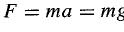 F = ma = mg